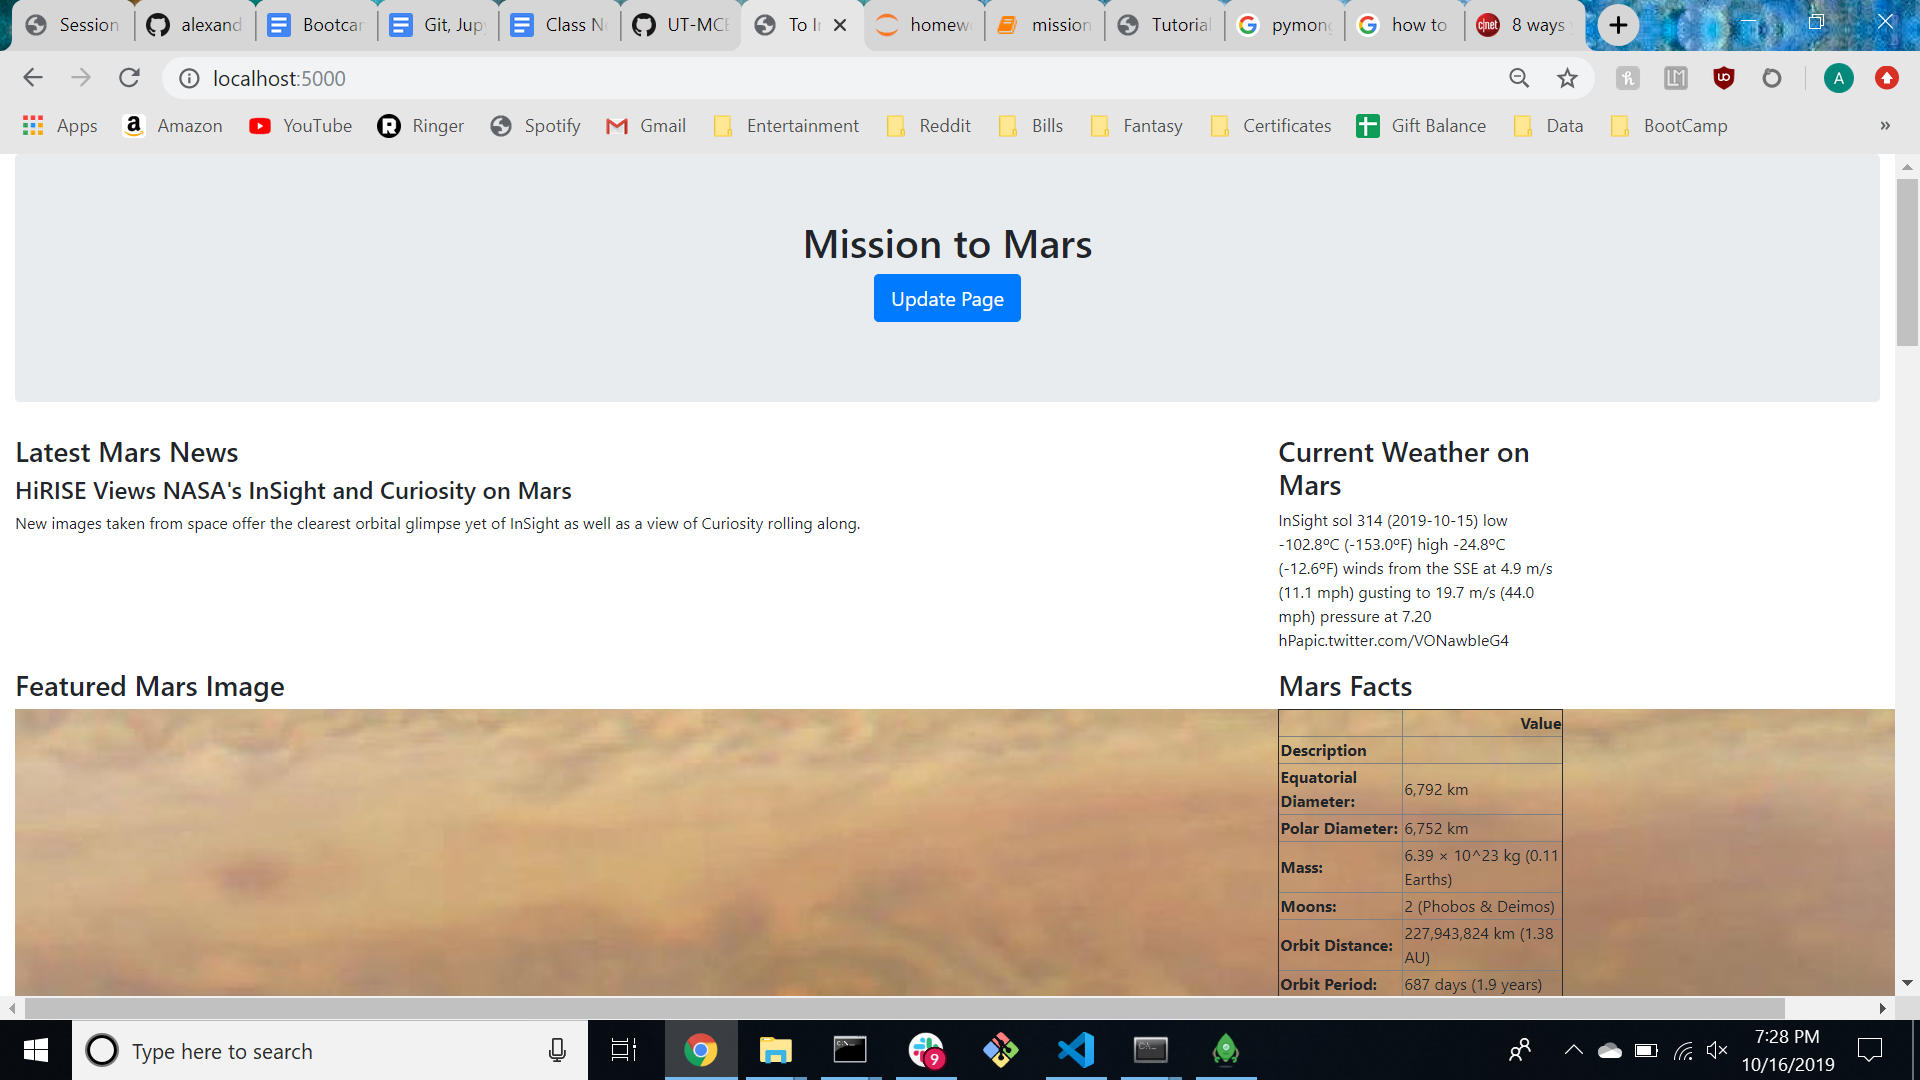 Session
alexand
Bootcar
Git, Jupy
Class No
UT-MCB
To In
homewo
mission
Tutorial
pymong
how to
8 ways
localhost:5000
Apps
Amazon
YouTube
Ringer
Spotify
Gmail
Entertainment
Reddit
Bills
Fantasy
Certificates
Gift Balance
Data
BootCamp
»
Mission to Mars
Update Page
Latest Mars News
HiRISE Views NASA's InSight and Curiosity on Mars
New images taken from space offer the clearest orbital glimpse yet of InSight as well as a view of Curiosity rolling along.
Current Weather on
Mars
InSight sol 314 (2019-10-15) low
-102.8ºC (-153.0ºF) high -24.8ºC
(-12.6ºF) winds from the SSE at 4.9 m/s
(11.1 mph) gusting to 19.7 m/s (44.0
mph) pressure at 7.20
hPapic.twitter.com/VONawbIeG4
Featured Mars Image
Mars Facts
Value
Description
Equatorial
Diameter:
6,792 km
Polar Diameter: 6,752 km
Mass:
6.39 × 10^23 kg (0.11
Earths)
Moons: 2 (Phobos & Deimos)
Orbit Distance:
227,943,824 km (1.38
AU)
Orbit Period: 687 days (1.9 years)
Type here to search
9
7:28 PM
10/16/2019